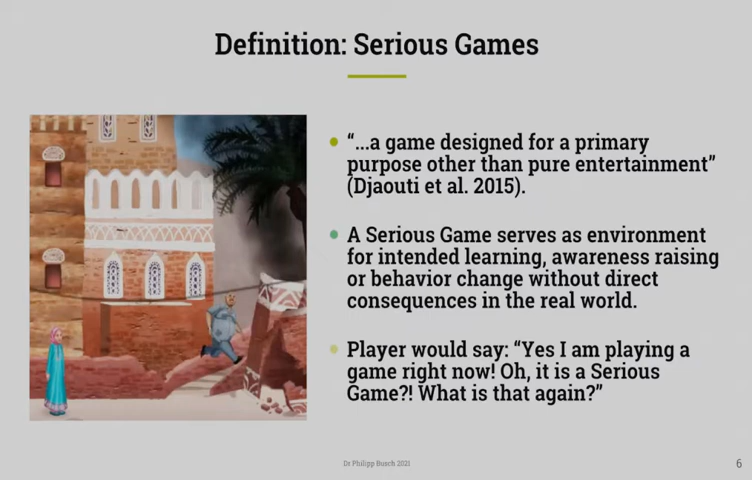 Definition: Serious Games
“...a game designed for a primary
purpose other than pure entertainment”
(Djaouti et al. 2015).
A Serious Game serves as environment
for intended learning, awareness raising
or behavior change without direct
consequences in the real world.
Player would say: “Yes I am playing a
game right now! Oh, it is a Serious
Game?! What is that again?”
Dr Philipp Busch 2021
6